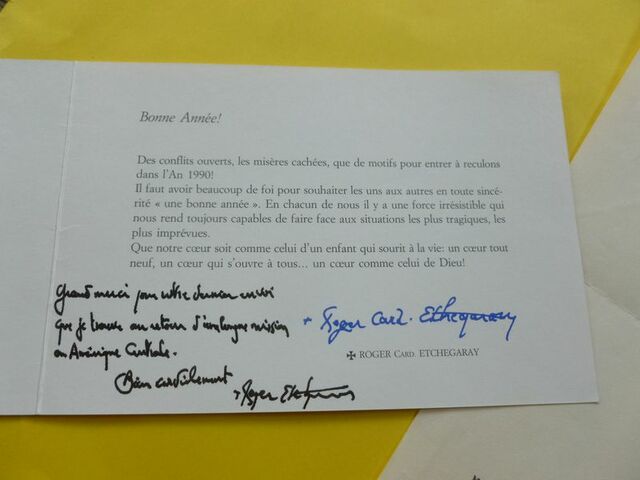 Bonne Année!
Des conflits ouverts, les misères cachées, que de motifs pour entrer à reculons
dans l'An 1990!
Il faut avoir beaucoup de foi pour souhaiter les uns aux autres en toute sincé-
rité « une bonne année ». En chacun de nous il y a une force irrésistible qui
nous rend toujours capables de faire face aux situations les plus tragiques, les
plus imprévues.
Que notre cœur soit comme celui d'un enfant qui sourit à la vie: un cœur tout
neuf, un cœur qui s'ouvre à tous... un cœur comme celui de Dieu!
Grand merci pour votre dernier envoi
que je trouve au retour d'une longue mission
en Amérique Centrale.
Bien cordialement
+ Roger Etchegaray
+ Roger Card. Etchegaray
✠ ROGER CARD. ETCHEGARAY